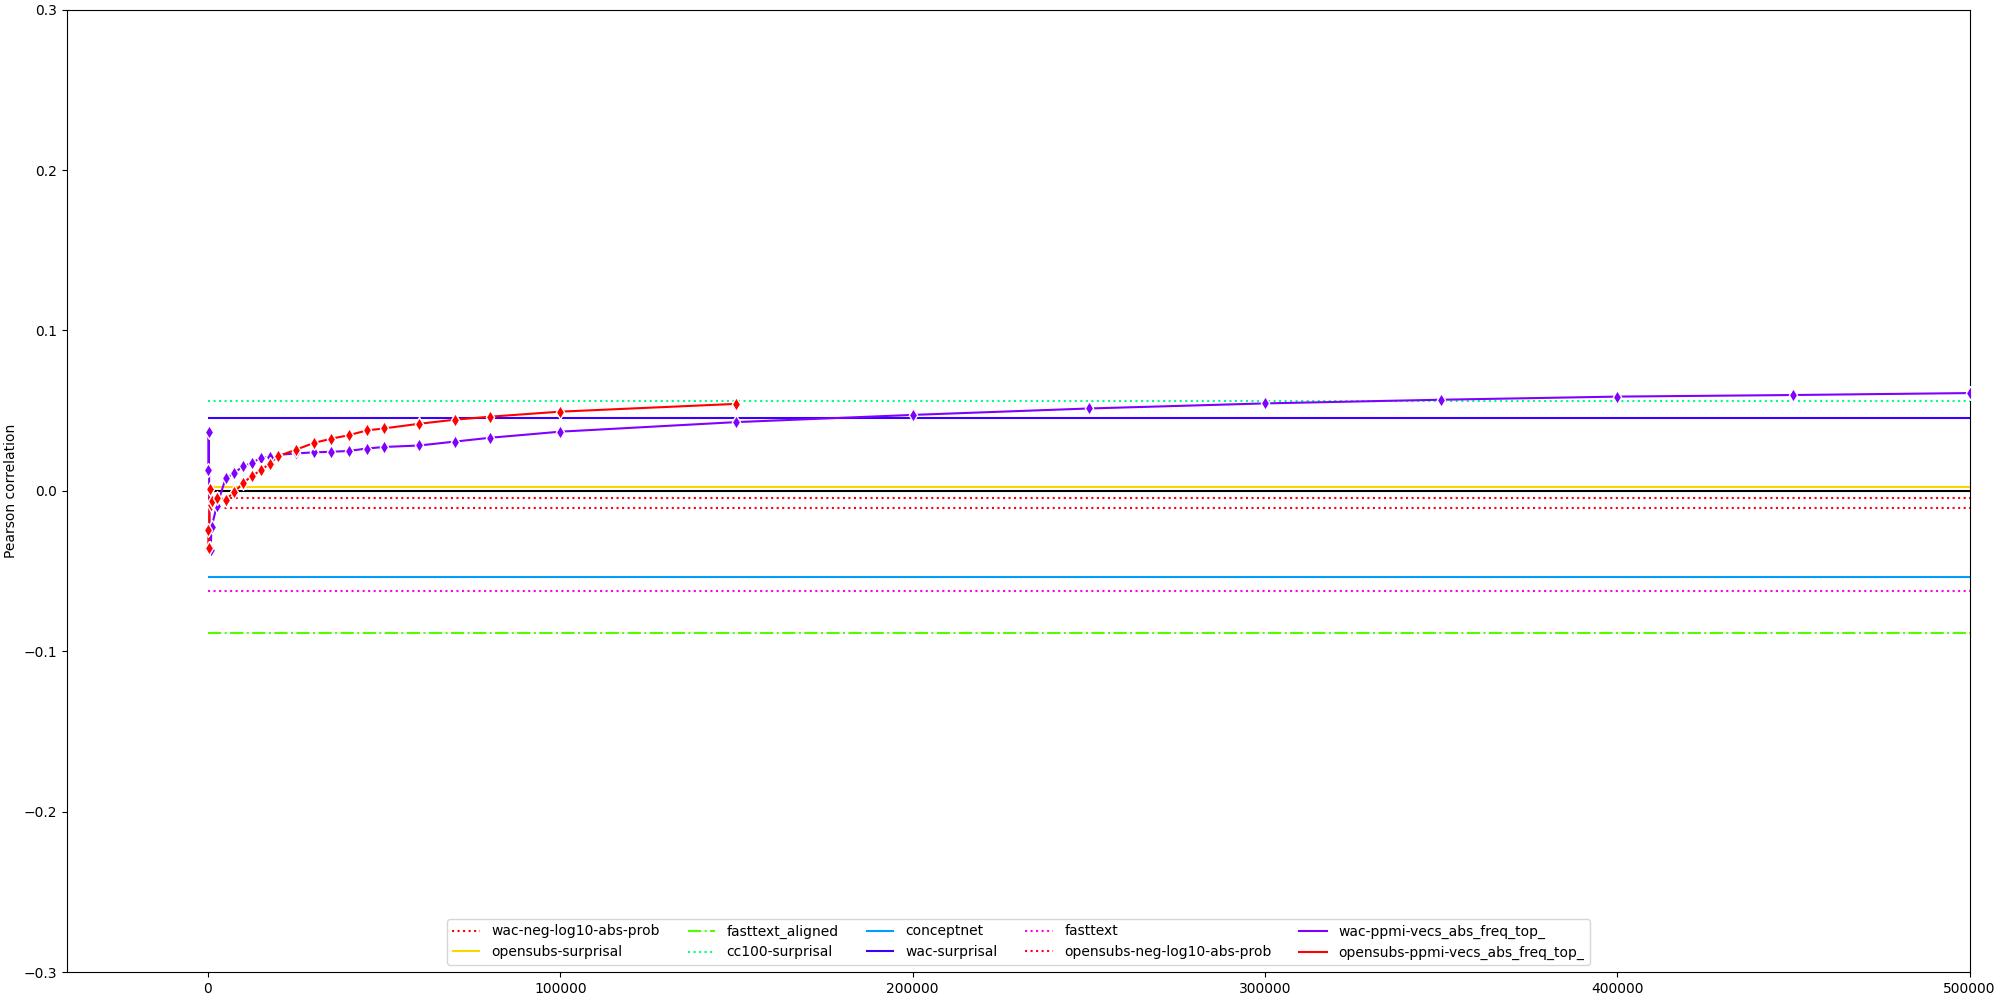 0.3
0.2
0.1
0.0
−0.1
−0.2
−0.3
Pearson correlation
0 100000 200000 300000 400000 500000
wac-neg-log10-abs-prob fasttext_aligned conceptnet fasttext wac-ppmi-vecs_abs_freq_top_
opensubs-surprisal cc100-surprisal wac-surprisal opensubs-neg-log10-abs-prob opensubs-ppmi-vecs_abs_freq_top_